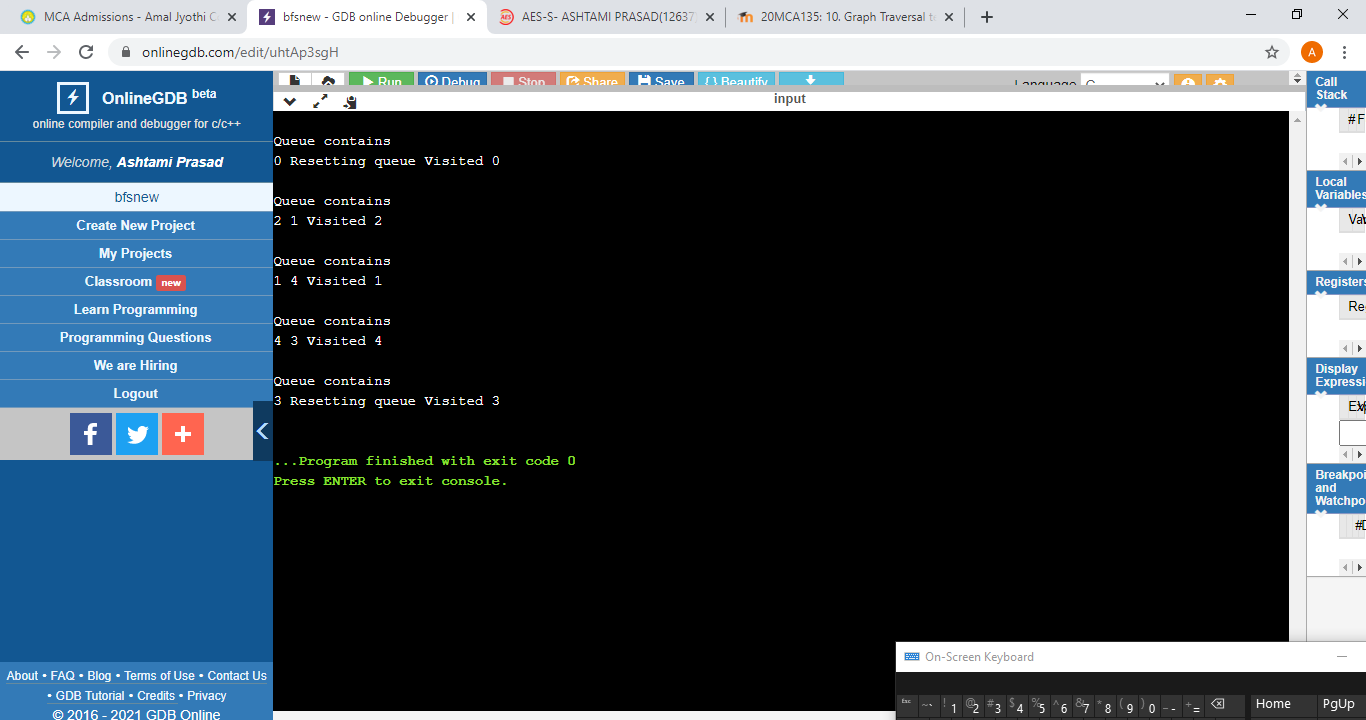 MCA Admissions - Amal Jyothi C
bfsnew - GDB online Debugger |
AES-S- ASHTAMI PRASAD(12637
20MCA135: 10. Graph Traversal t
onlinegdb.com/edit/uhtAp3sgH
A
OnlineGDB beta
online compiler and debugger for c/c++
Welcome, Ashtami Prasad
bfsnew
Create New Project
My Projects
Classroom new
Learn Programming
Programming Questions
We are Hiring
Logout
About • FAQ • Blog • Terms of Use • Contact Us
• GDB Tutorial • Credits • Privacy
© 2016 - 2021 GDB Online
Run Debug Stop Share Save { } Beautify
Language C
input
Queue contains
0 Resetting queue Visited 0
Queue contains
2 1 Visited 2
Queue contains
1 4 Visited 1
Queue contains
4 3 Visited 4
Queue contains
3 Resetting queue Visited 3
...Program finished with exit code 0
Press ENTER to exit console.
Call
Stack
# F
Local
Variables
Registers
Re
Display
Expressi
Breakpoi
and
Watchpo
On-Screen Keyboard
Esc ~ ` ! 1 @ 2 # 3 $ 4 % 5 ^ 6 & 7 * 8 ( 9 ) 0 _ - + = Home PgUp